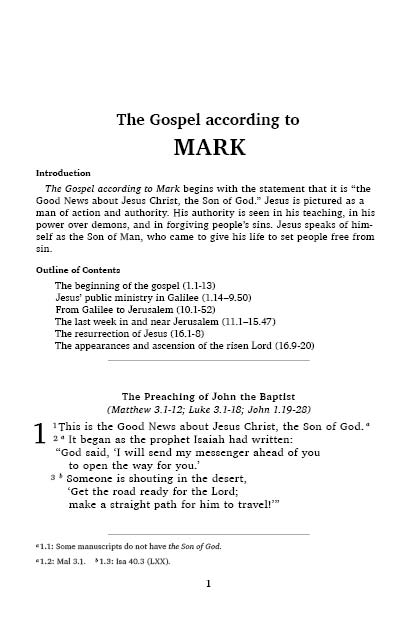 The Gospel according to
MARK
Introduction
The Gospel according to Mark begins with the statement that it is “the
Good News about Jesus Christ, the Son of God.” Jesus is pictured as a
man of action and authority. His authority is seen in his teaching, in his
power over demons, and in forgiving people’s sins. Jesus speaks of him-
self as the Son of Man, who came to give his life to set people free from
sin.
Outline of Contents
The beginning of the gospel (1.1-13)
Jesus’ public ministry in Galilee (1.14–9.50)
From Galilee to Jerusalem (10.1-52)
The last week in and near Jerusalem (11.1–15.47)
The resurrection of Jesus (16.1-8)
The appearances and ascension of the risen Lord (16.9-20)
The Preaching of John the Baptist
(Matthew 3.1-12; Luke 3.1-18; John 1.19-28)
1 ¹This is the Good News about Jesus Christ, the Son of God. ᵃ
² ᵃ It began as the prophet Isaiah had written:
“God said, ‘I will send my messenger ahead of you
to open the way for you.’
³ ᵇ Someone is shouting in the desert,
‘Get the road ready for the Lord;
make a straight path for him to travel!’”
ᵃ1.1: Some manuscripts do not have the Son of God.
ᵃ1.2: Mal 3.1. ᵇ1.3: Isa 40.3 (LXX).
1